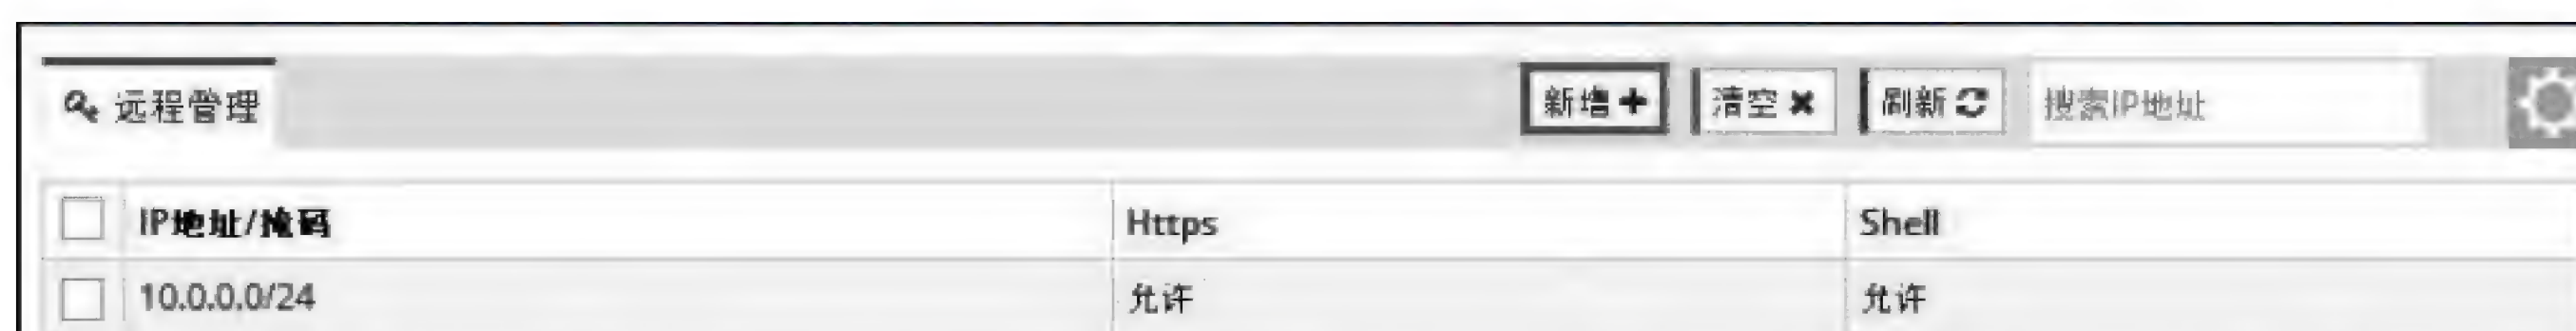 远程管理 新增 清空 刷新 搜索IP地址
IP地址/掩码 Https Shell
10.0.0.0/24 允许 允许